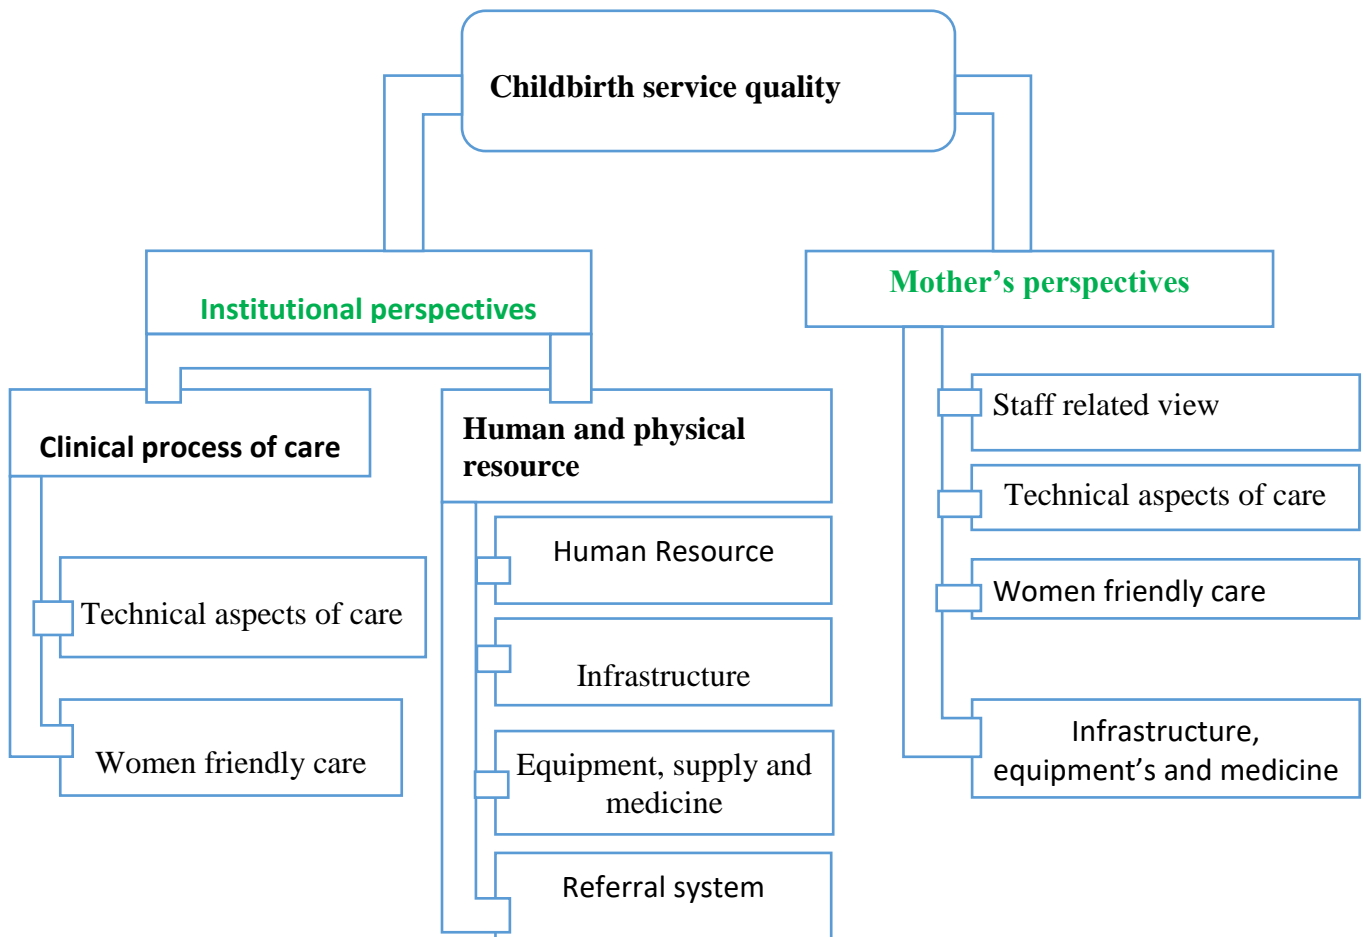 Childbirth service quality
Institutional perspectives
Mother’s perspectives
Clinical process of care
Human and physical
resource
Technical aspects of care
Women friendly care
Human Resource
Infrastructure
Equipment, supply and
medicine
Referral system
Staff related view
Technical aspects of care
Women friendly care
Infrastructure,
equipment’s and medicine